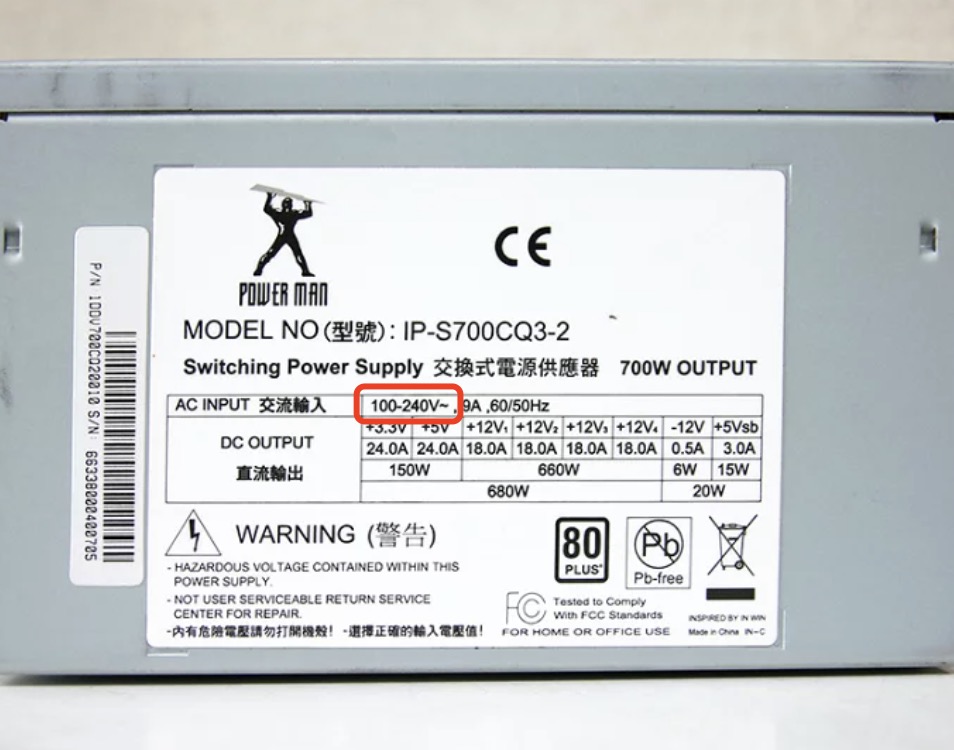 POWER MAN
CE
MODEL NO(型號): IP-S700CQ3-2
Switching Power Supply 交換式電源供應器 700W OUTPUT
AC INPUT 交流輸入 100-240V~ , 9A ,60/50Hz
DC OUTPUT 直流輸出
+3.3V +5V +12V₁ +12V₂ +12V₃ +12V₄ -12V +5Vsb
24.0A 24.0A 18.0A 18.0A 18.0A 18.0A 0.5A 3.0A
150W 660W 6W 15W
680W 20W
WARNING (警告)
- HAZARDOUS VOLTAGE CONTAINED WITHIN THIS
POWER SUPPLY.
- NOT USER SERVICEABLE RETURN SERVICE
CENTER FOR REPAIR.
-內有危險電壓請勿打開機殼! -選擇正確的輸入電壓值!
80
PLUS
Pb
Pb-free
FC Tested to Comply
With FCC Standards
FOR HOME OR OFFICE USE
INSPIRED BY IN WIN
Made in China IN-C
P/N 1DDV700CQ20010 S/N: 66338000400705